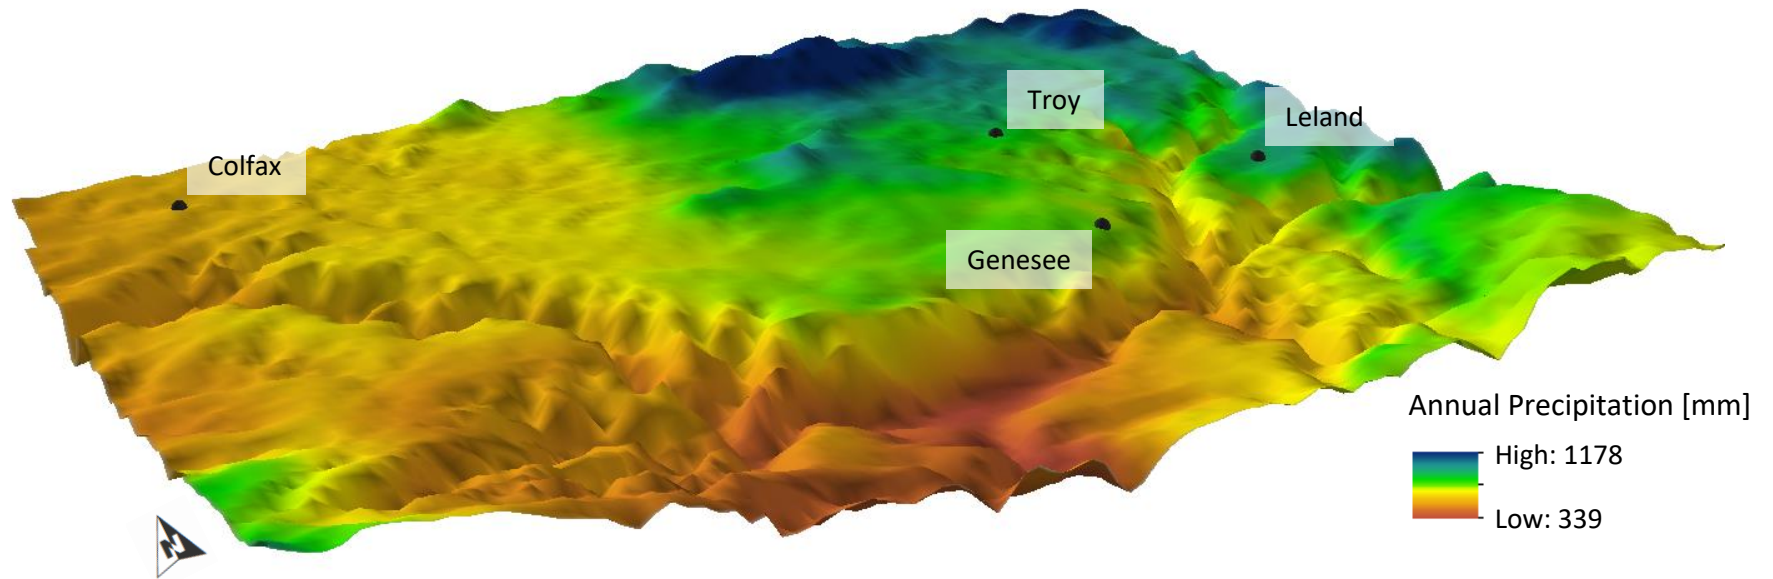 Troy
Leland
Colfax
Genesee
Annual Precipitation [mm]
High: 1178
Low: 339
N